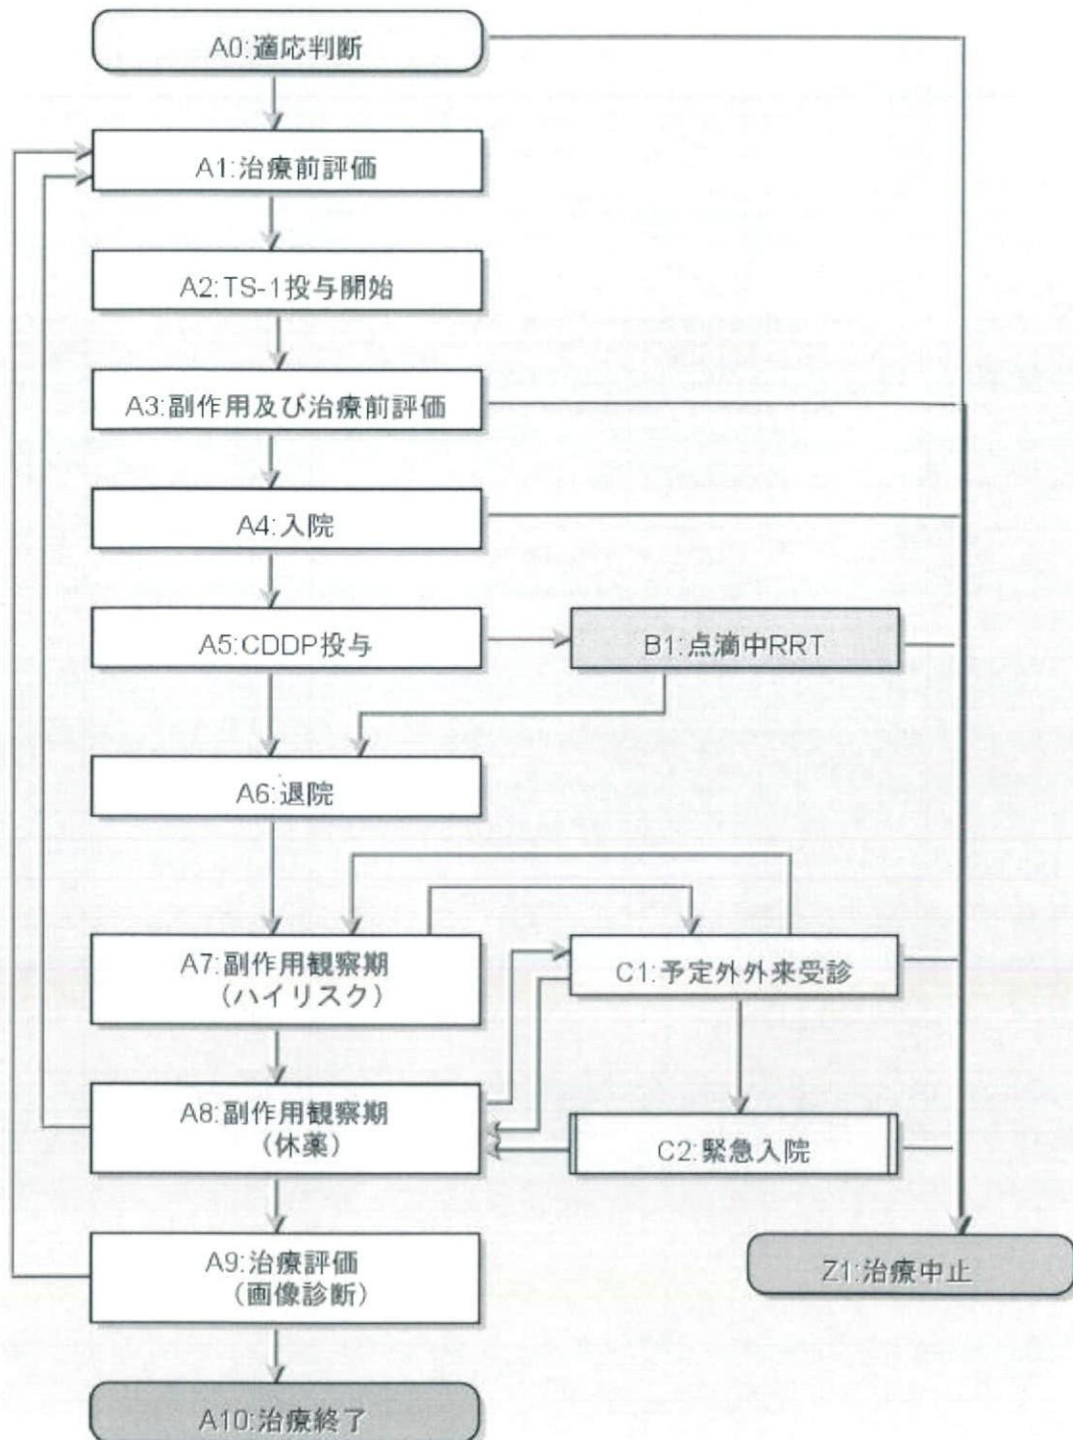 A0:適応判断
A1:治療前評価
A2:TS-1投与開始
A3:副作用及び治療前評価
A4:入院
A5:CDDP投与
B1:点滴中RRT
A6:退院
A7:副作用観察期
(ハイリスク)
C1:予定外外来受診
A8:副作用観察期
(休薬)
C2:緊急入院
A9:治療評価
(画像診断)
Z1:治療中止
A10:治療終了